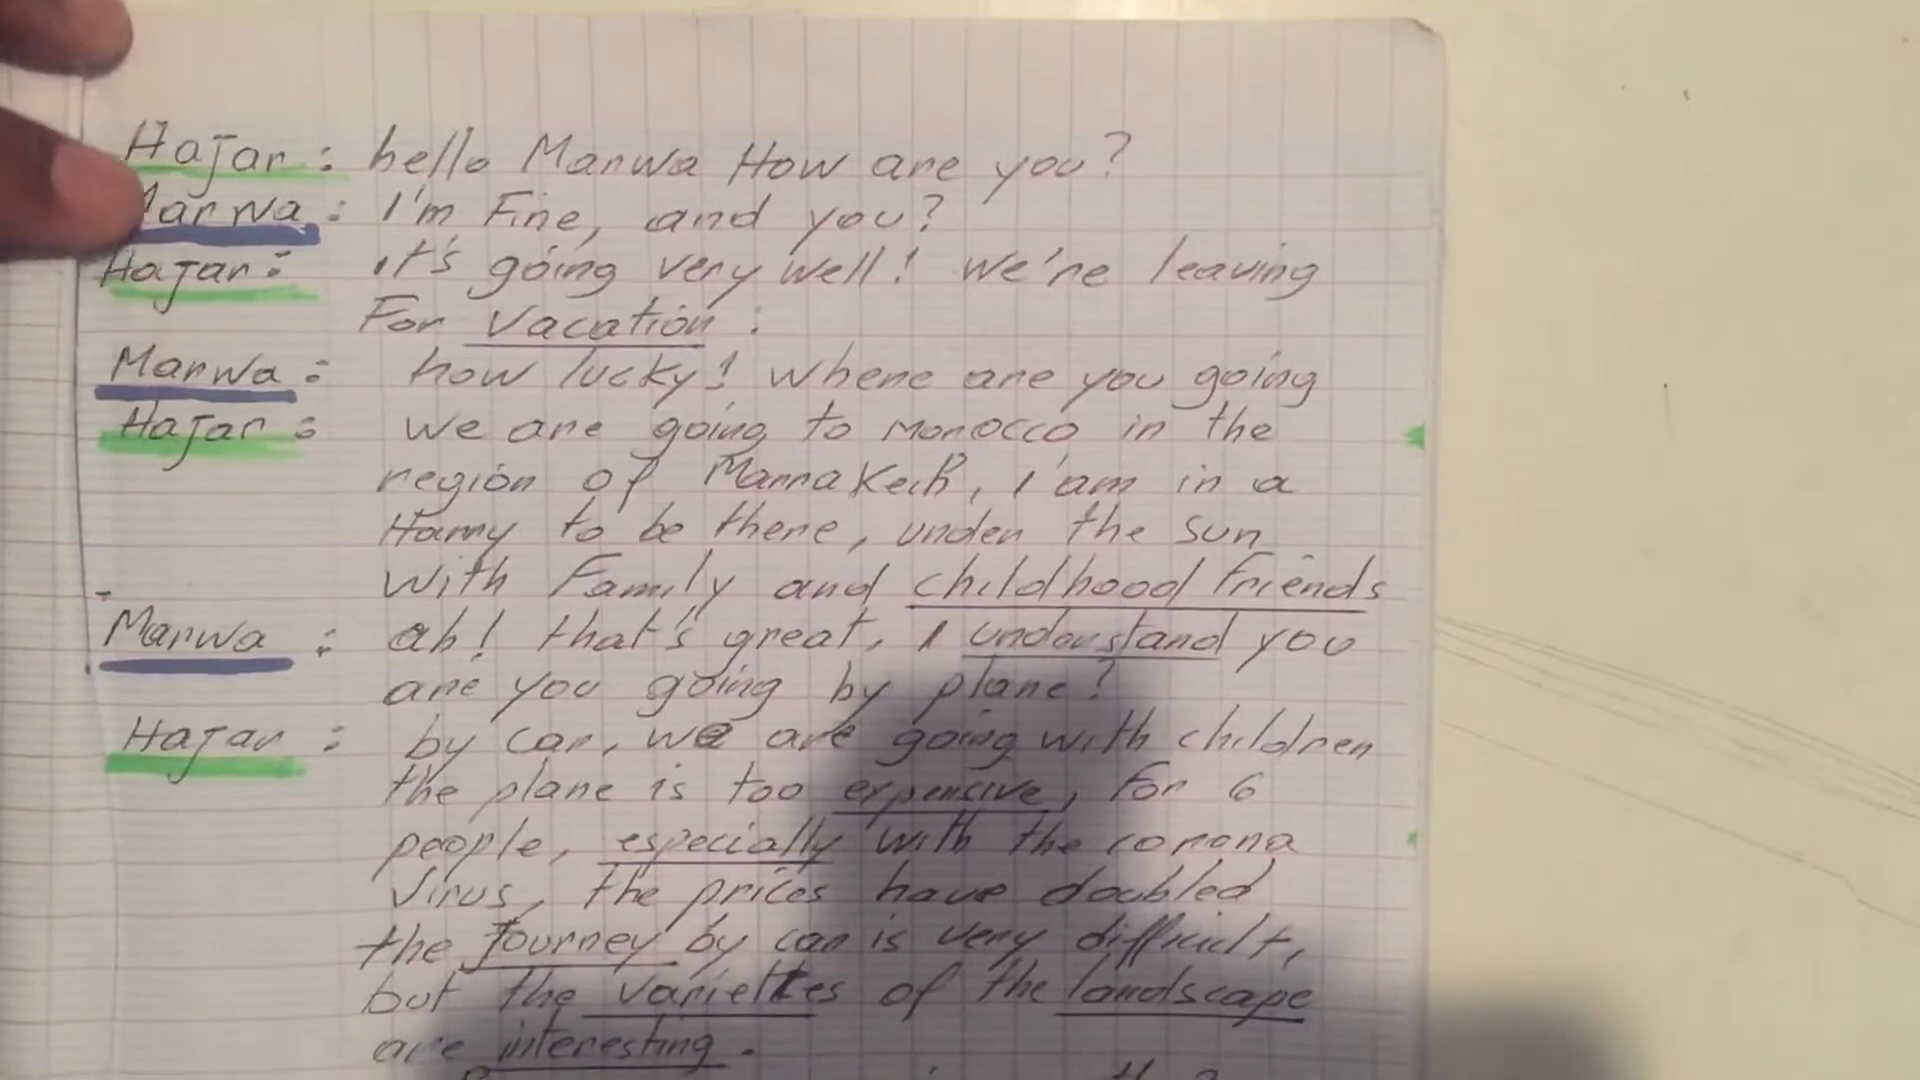 Hajar : hello Marwa How are you?
Marwa : I'm Fine, and you?
Hajar : it's going very well! we're leaving
For vacation :
Marwa : how lucky! where are you going
Hajar : we are going to Morocco in the
region of Marrakech, I'am in a
Harry to be there, under the sun
with Family and childhood friends
Marwa : ah! that's great, I understand you
are you going by plane?
Hajar : by car, we are going with children
the plane is too expensive, for 6
people, especially with the corona
virus, the prices have doubled
the journey by car is very difficult,
but the varieties of the landscape
are interesting.